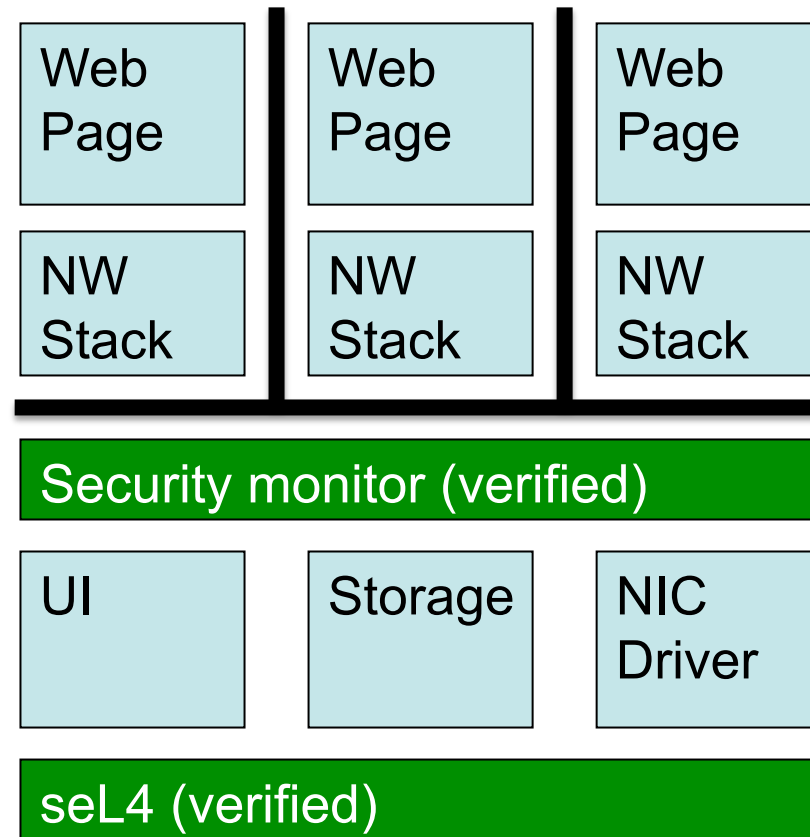 Web
Page
Web
Page
Web
Page
NW
Stack
NW
Stack
NW
Stack
Security monitor (verified)
UI
Storage
NIC
Driver
seL4 (verified)